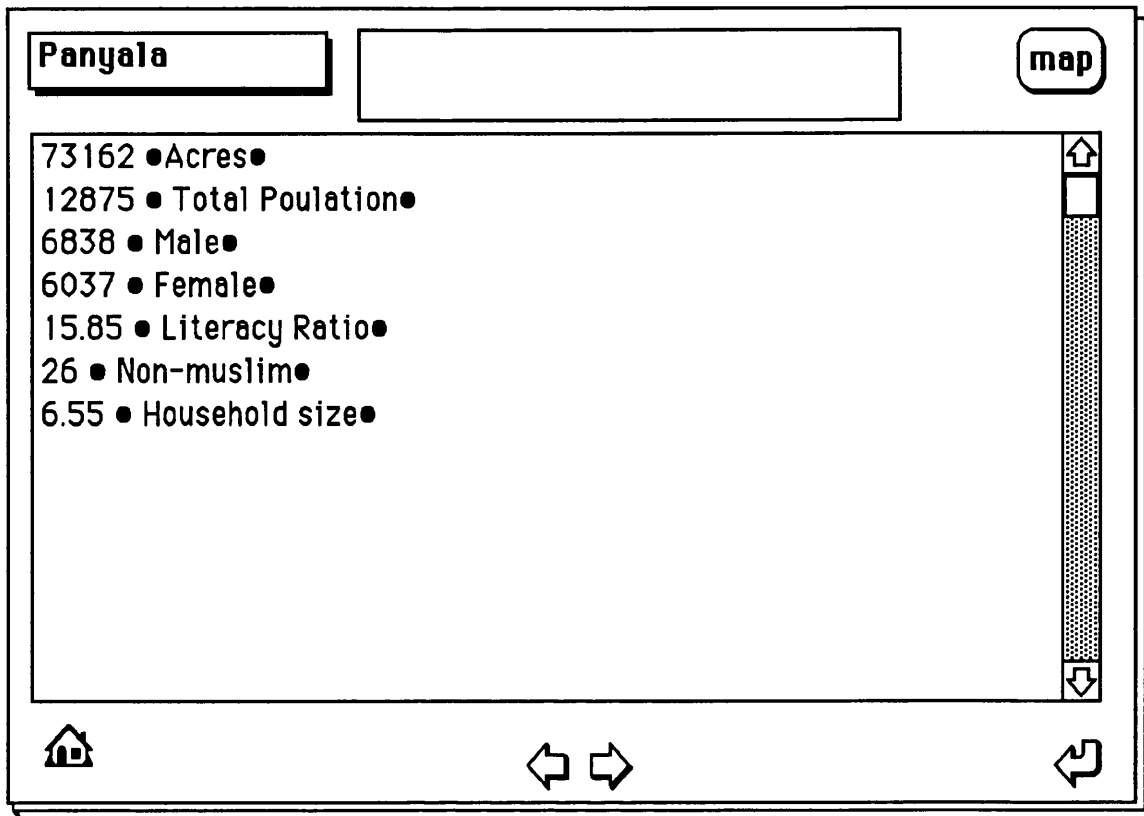 Panyala
map
73162 ●Acres●
12875 ● Total Poulation●
6838 ● Male●
6037 ● Female●
15.85 ● Literacy Ratio●
26 ● Non-muslim●
6.55 ● Household size●